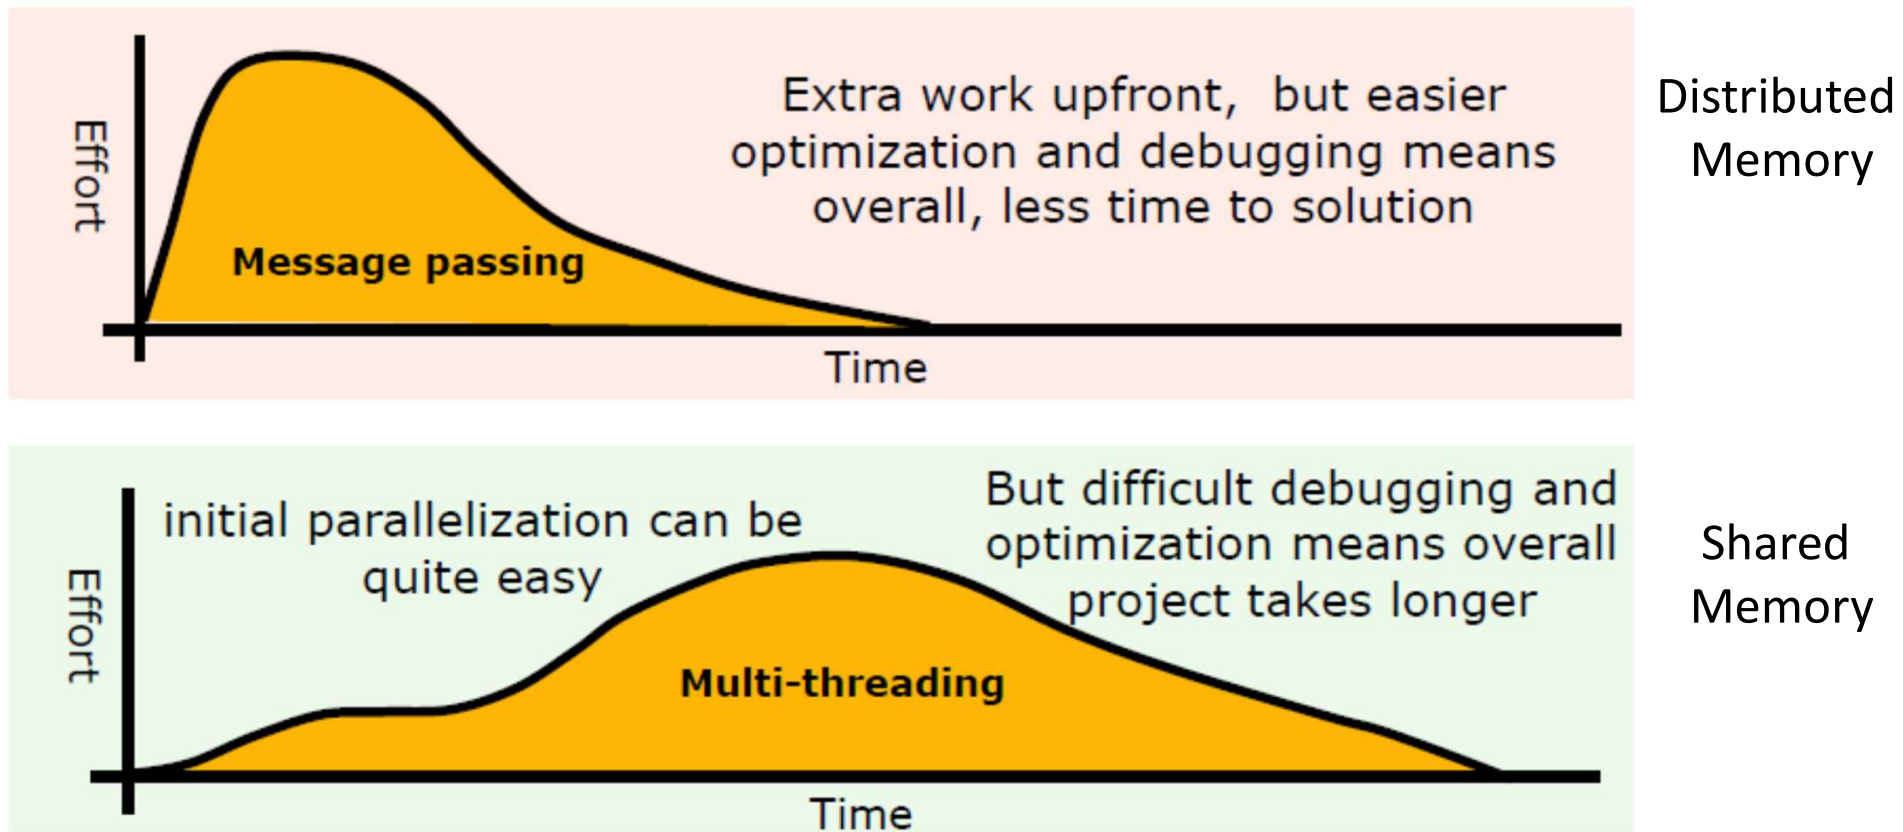 Extra work upfront,  but easier
optimization and debugging means
overall, less time to solution
Distributed
Memory
Effort
Message passing
Time
initial parallelization can be
quite easy
But difficult debugging and
optimization means overall
project takes longer
Shared
Memory
Effort
Multi-threading
Time